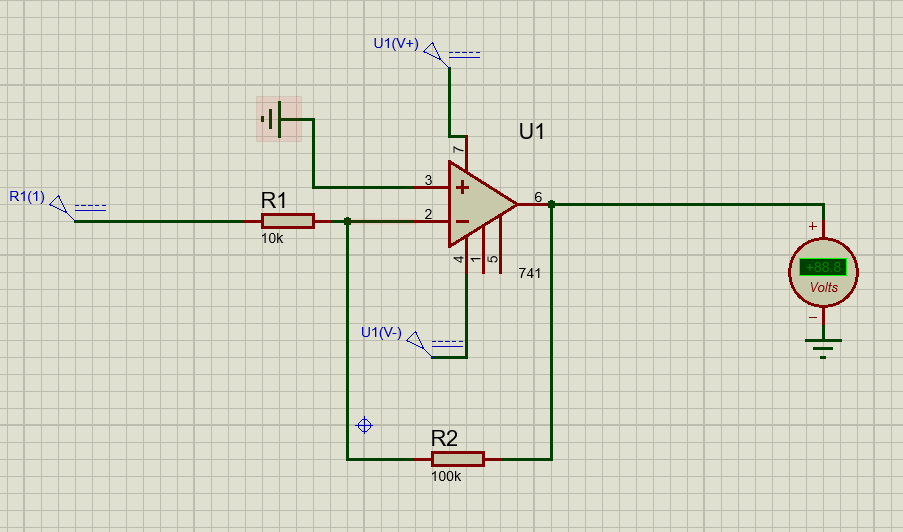 U1(V+)
U1
7
3
R1(1)
R1
6
2
10k
+
+88.8
4
1
5
741
Volts
U1(V-)
−
R2
100k